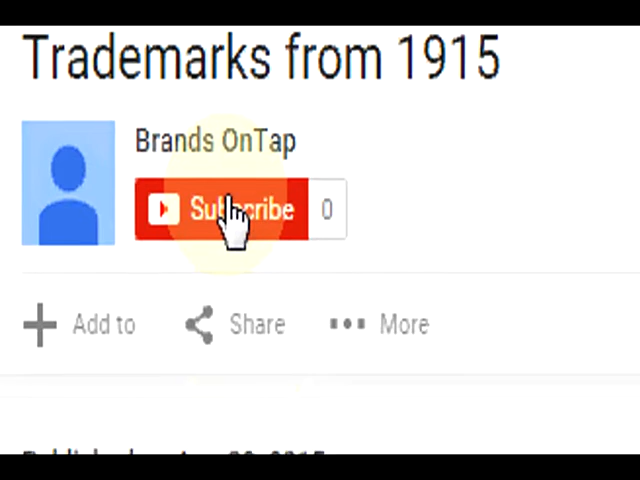 Trademarks from 1915
Brands OnTap
Subscribe 0
Add to Share More